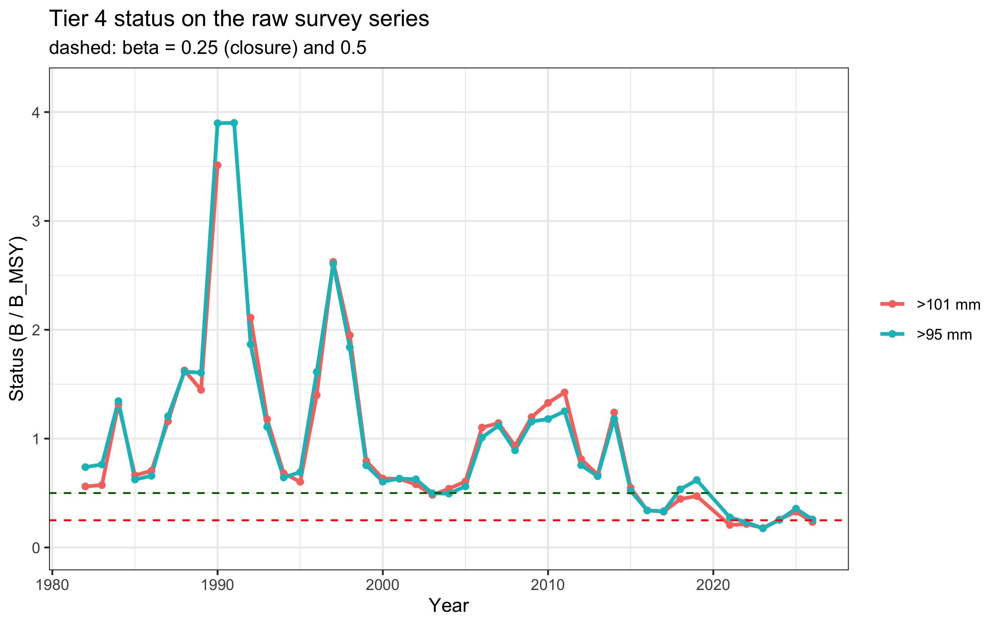 Tier 4 status on the raw survey series
dashed: beta = 0.25 (closure) and 0.5
Status (B / B_MSY)
4
3
2
1
0
1980
1990
2000
2010
2020
Year
>101 mm
>95 mm